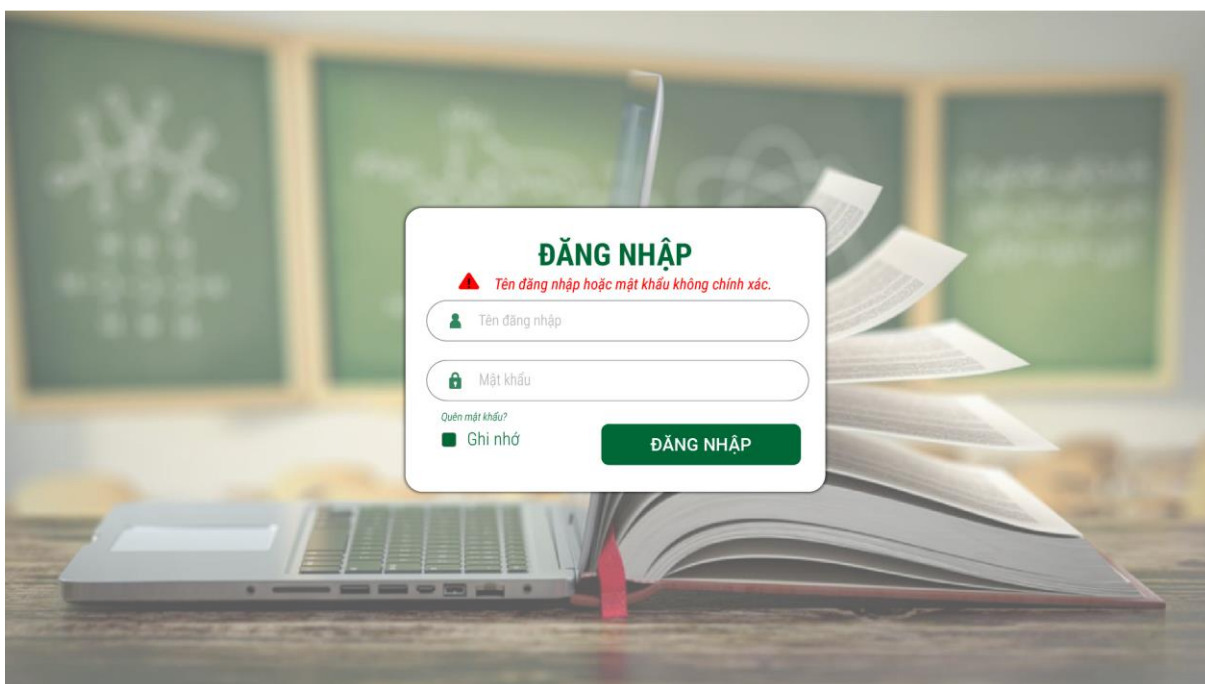 ĐĂNG NHẬP
Tên đăng nhập hoặc mật khẩu không chính xác.
Tên đăng nhập
Mật khẩu
Quên mật khẩu?
Ghi nhớ
ĐĂNG NHẬP